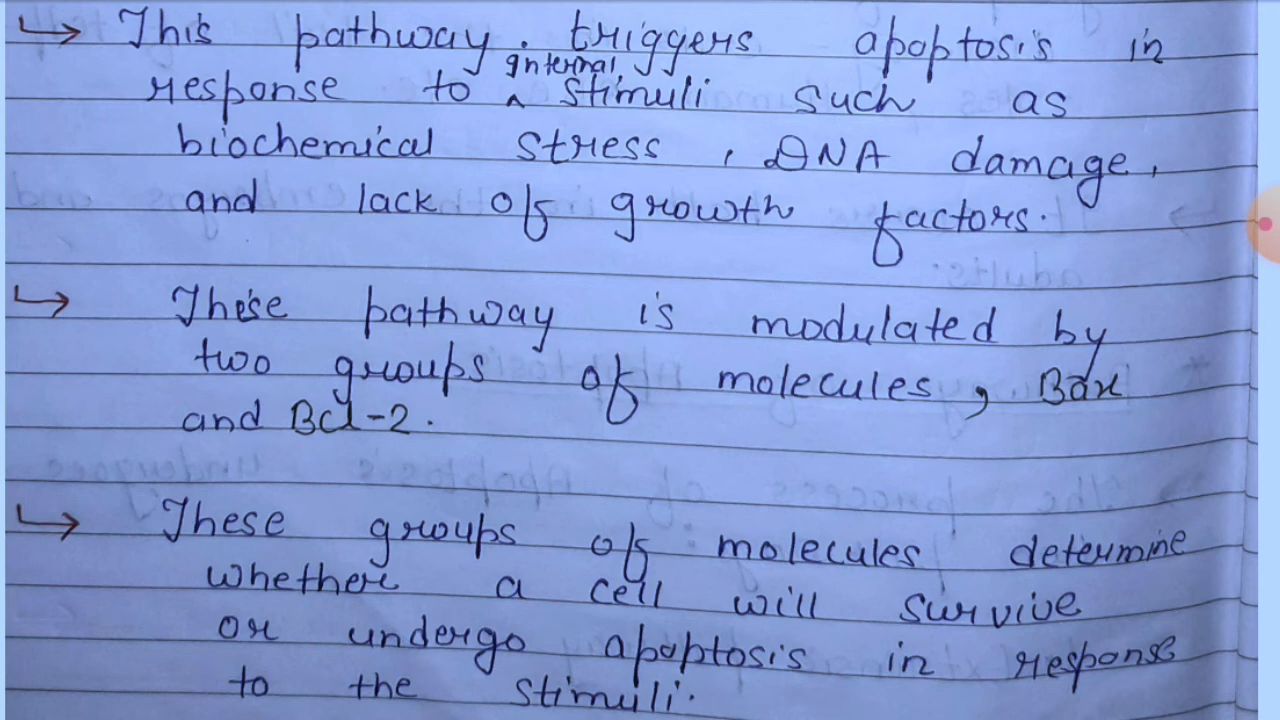 ↳ This pathway. triggers apoptosis in
response to ^ internal stimuli such as
biochemical stress, DNA damage,
and lack of growth factors.
↳ These pathway is modulated by
two groups of molecules, Bax
and Bcl-2.
↳ These groups of molecules determine
whether a cell will survive
or undergo apoptosis in response
to the stimuli.